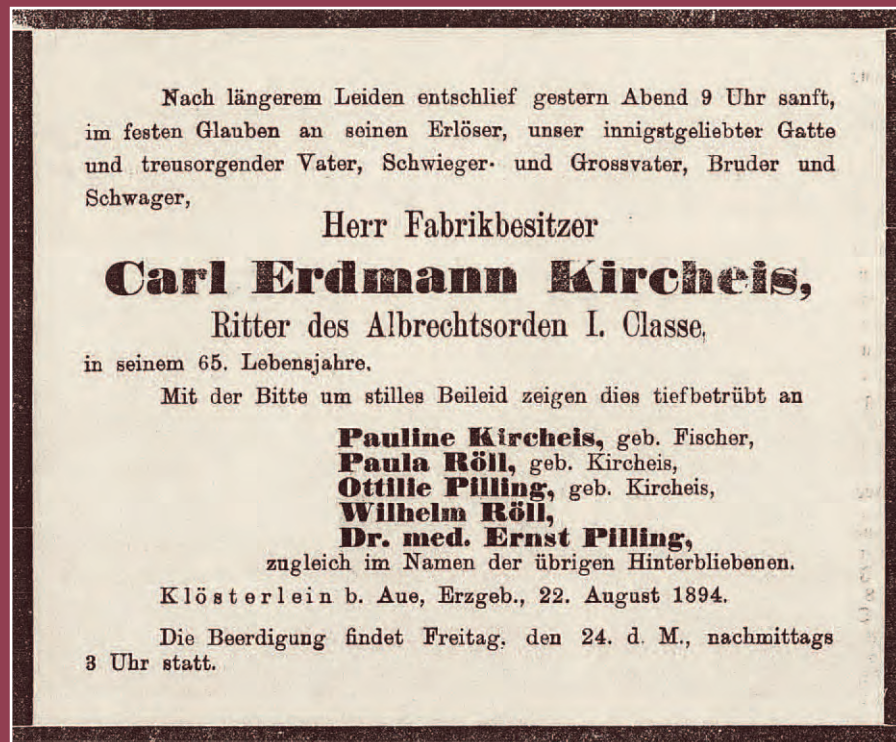 Nach längerem Leiden entschlief gestern Abend 9 Uhr sanft,
im festen Glauben an seinen Erlöser, unser innigstgeliebter Gatte
und treusorgender Vater, Schwieger- und Grossvater, Bruder und
Schwager,
Herr Fabrikbesitzer
Carl Erdmann Kircheis,
Ritter des Albrechtsorden I. Classe,
in seinem 65. Lebensjahre.
Mit der Bitte um stilles Beileid zeigen dies tiefbetrübt an
Pauline Kircheis, geb. Fischer,
Paula Röll, geb. Kircheis,
Ottilie Pilling, geb. Kircheis,
Wilhelm Röll,
Dr. med. Ernst Pilling,
zugleich im Namen der übrigen Hinterbliebenen.
Klösterlein b. Aue, Erzgeb., 22. August 1894.
Die Beerdigung findet Freitag, den 24. d. M., nachmittags
3 Uhr statt.